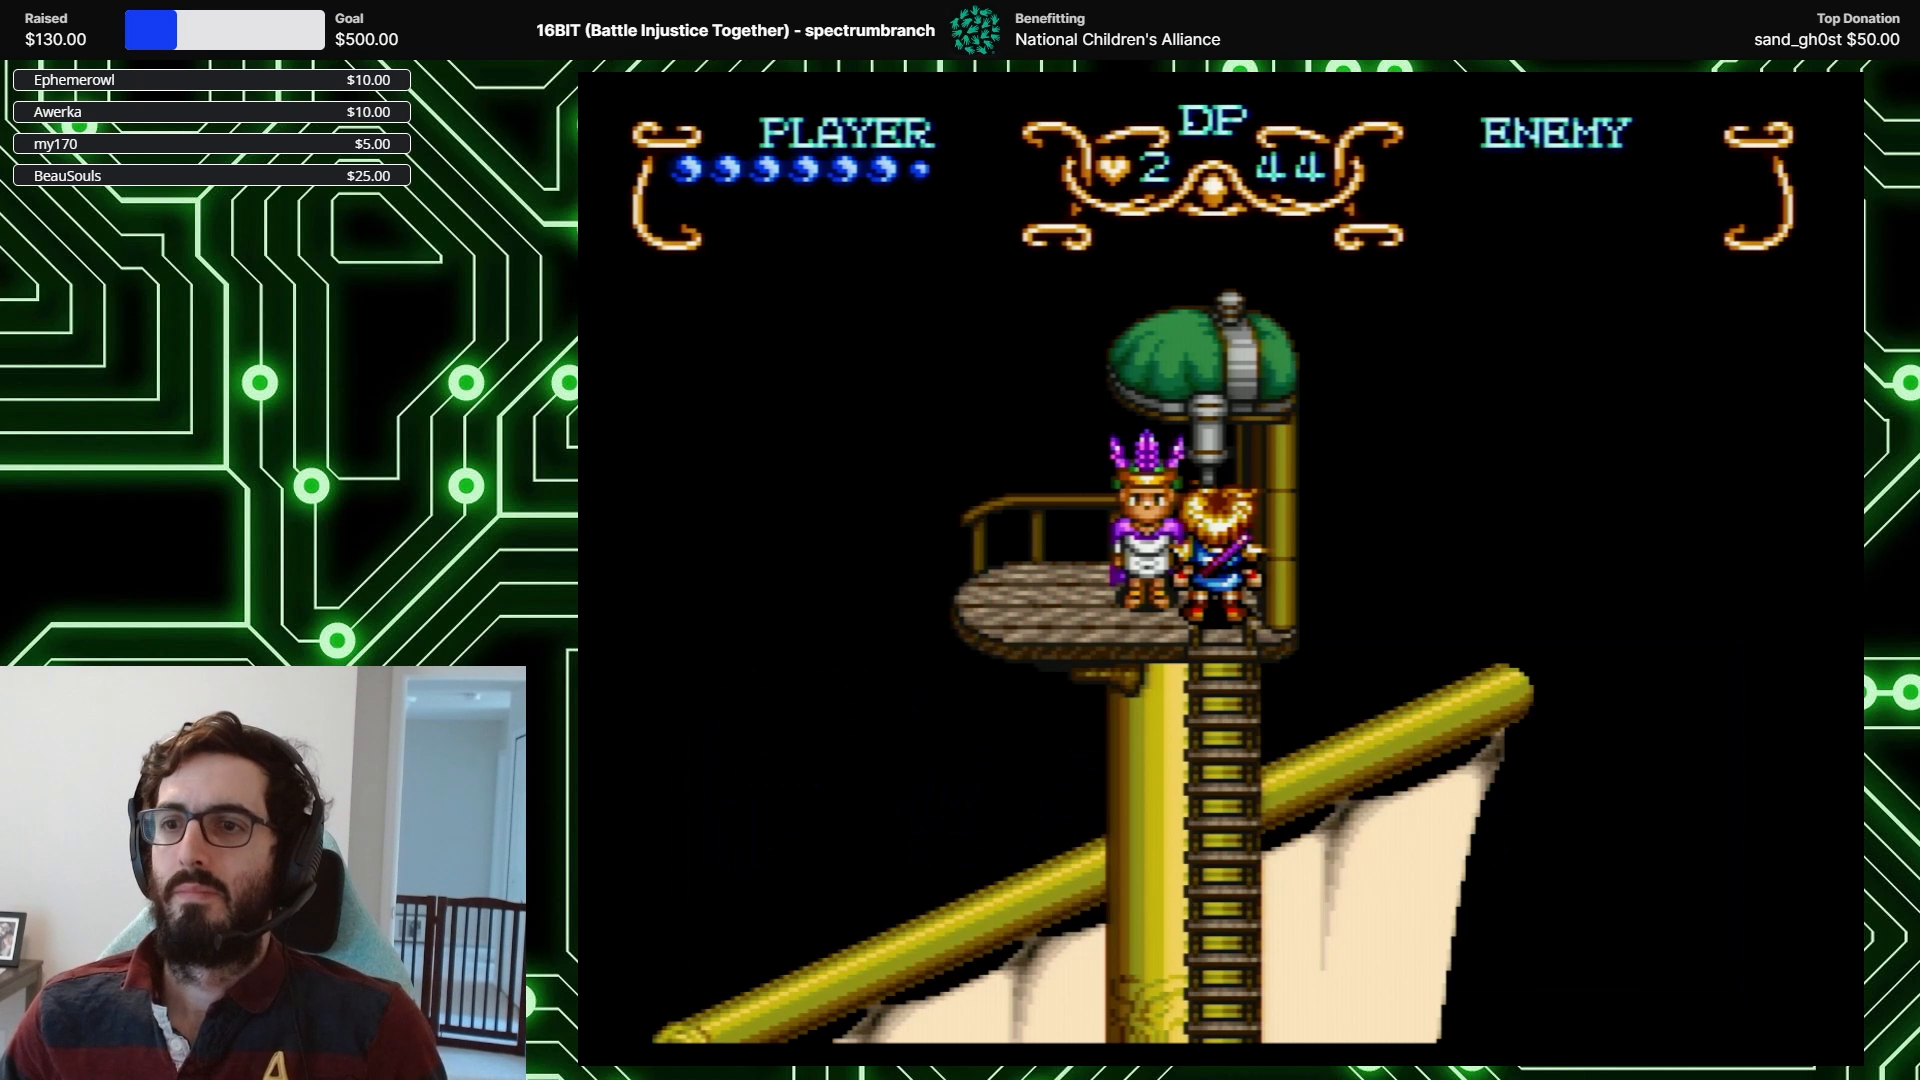 Raised
$130.00
Goal
$500.00
16BIT (Battle Injustice Together) - spectrumbranch
Benefitting
National Children's Alliance
Top Donation
sand_gh0st $50.00
Ephemerowl $10.00
Awerka $10.00
my170 $5.00
BeauSouls $25.00
PLAYER
DP
2 44
ENEMY
A